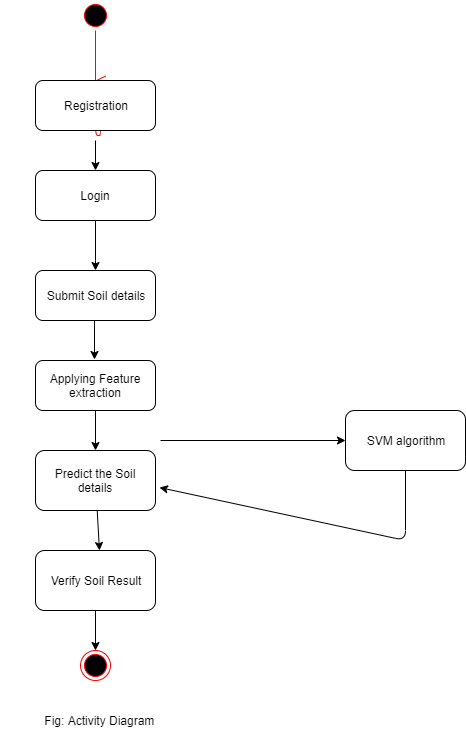 Registration
Login
Submit Soil details
Applying Feature
extraction
SVM algorithm
Predict the Soil
details
Verify Soil Result
Fig: Activity Diagram